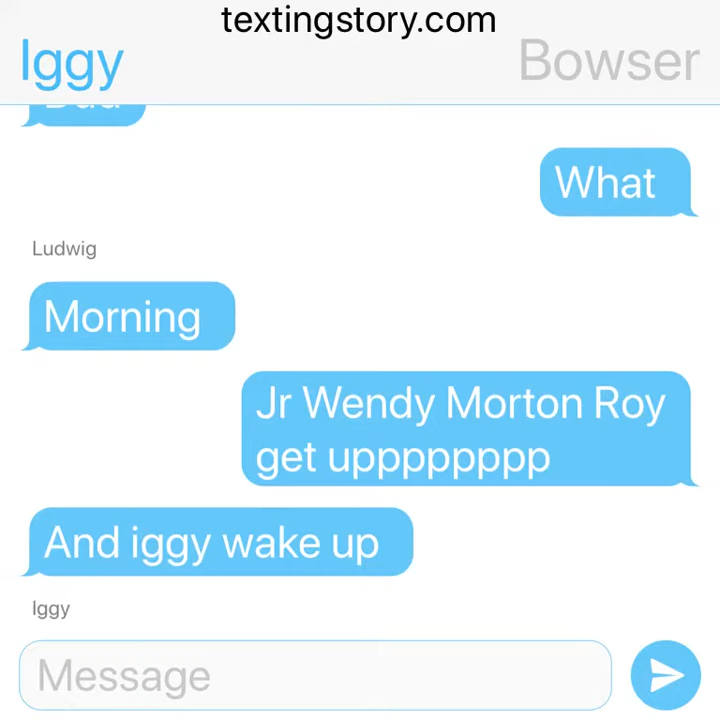 textingstory.com
Iggy
Bowser
What
Ludwig
Morning
Jr Wendy Morton Roy
get upppppppp
And iggy wake up
Iggy
Message